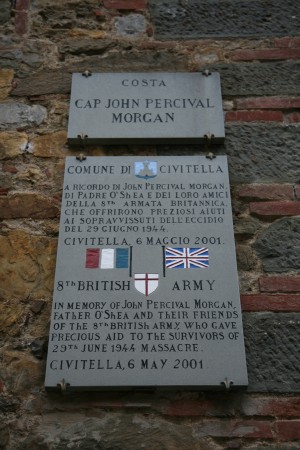 COSTA
CAP JOHN PERCIVAL
MORGAN
COMUNE DI CIVITELLA
A RICORDO DI JOHN PERCIVAL MORGAN
DI PADRE O'SHEA E DEI LORO AMICI
DELLA 8TH ARMATA BRITANNICA,
CHE OFFRIRONO PREZIOSI AIUTI
AI SOPRAVVISSUTI DELL'ECCIDIO
DEL 29 GIUGNO 1944.
CIVITELLA, 6 MAGGIO 2001.
8TH BRITISH ARMY
IN MEMORY OF JOHN PERCIVAL MORGAN,
FATHER O'SHEA AND THEIR FRIENDS
OF THE 8TH BRITISH ARMY, WHO GAVE
PRECIOUS AID TO THE SURVIVORS OF
29TH JUNE 1944 MASSACRE.
CIVITELLA, 6 MAY 2001.